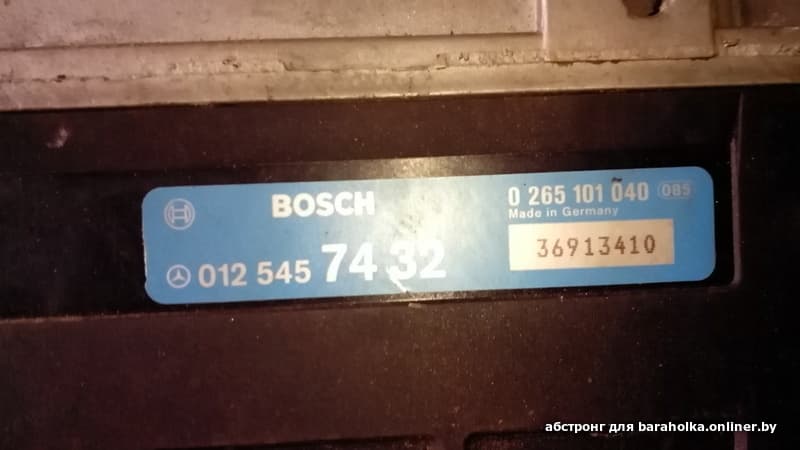 BOSCH
0 265 101 040 085
Made in Germany
012 545 74 32
36913410
абстронг для baraholka.onliner.by